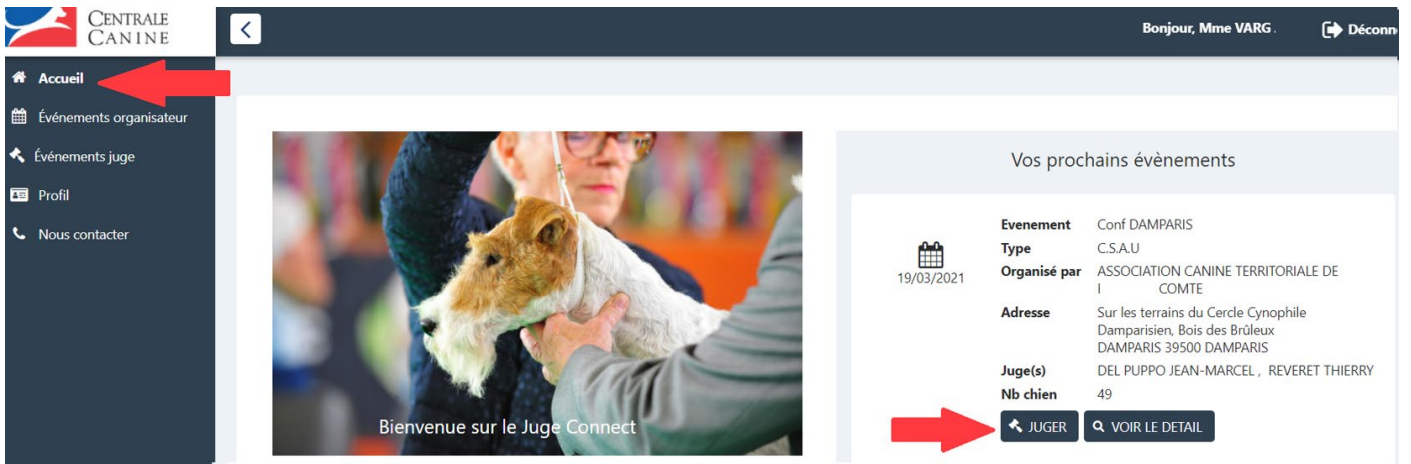 CENTRALE
CANINE
Bonjour, Mme VARG .
Déconn
Accueil
Événements organisateur
Événements juge
Profil
Nous contacter
Bienvenue sur le Juge Connect
Vos prochains évènements
19/03/2021
Evenement Conf DAMPARIS
Type C.S.A.U
Organisé par ASSOCIATION CANINE TERRITORIALE DE
COMTE
Adresse Sur les terrains du Cercle Cynophile
Damparisien, Bois des Brûleux
DAMPARIS 39500 DAMPARIS
Juge(s) DEL PUPPO JEAN-MARCEL , REVERET THIERRY
Nb chien 49
JUGER VOIR LE DETAIL